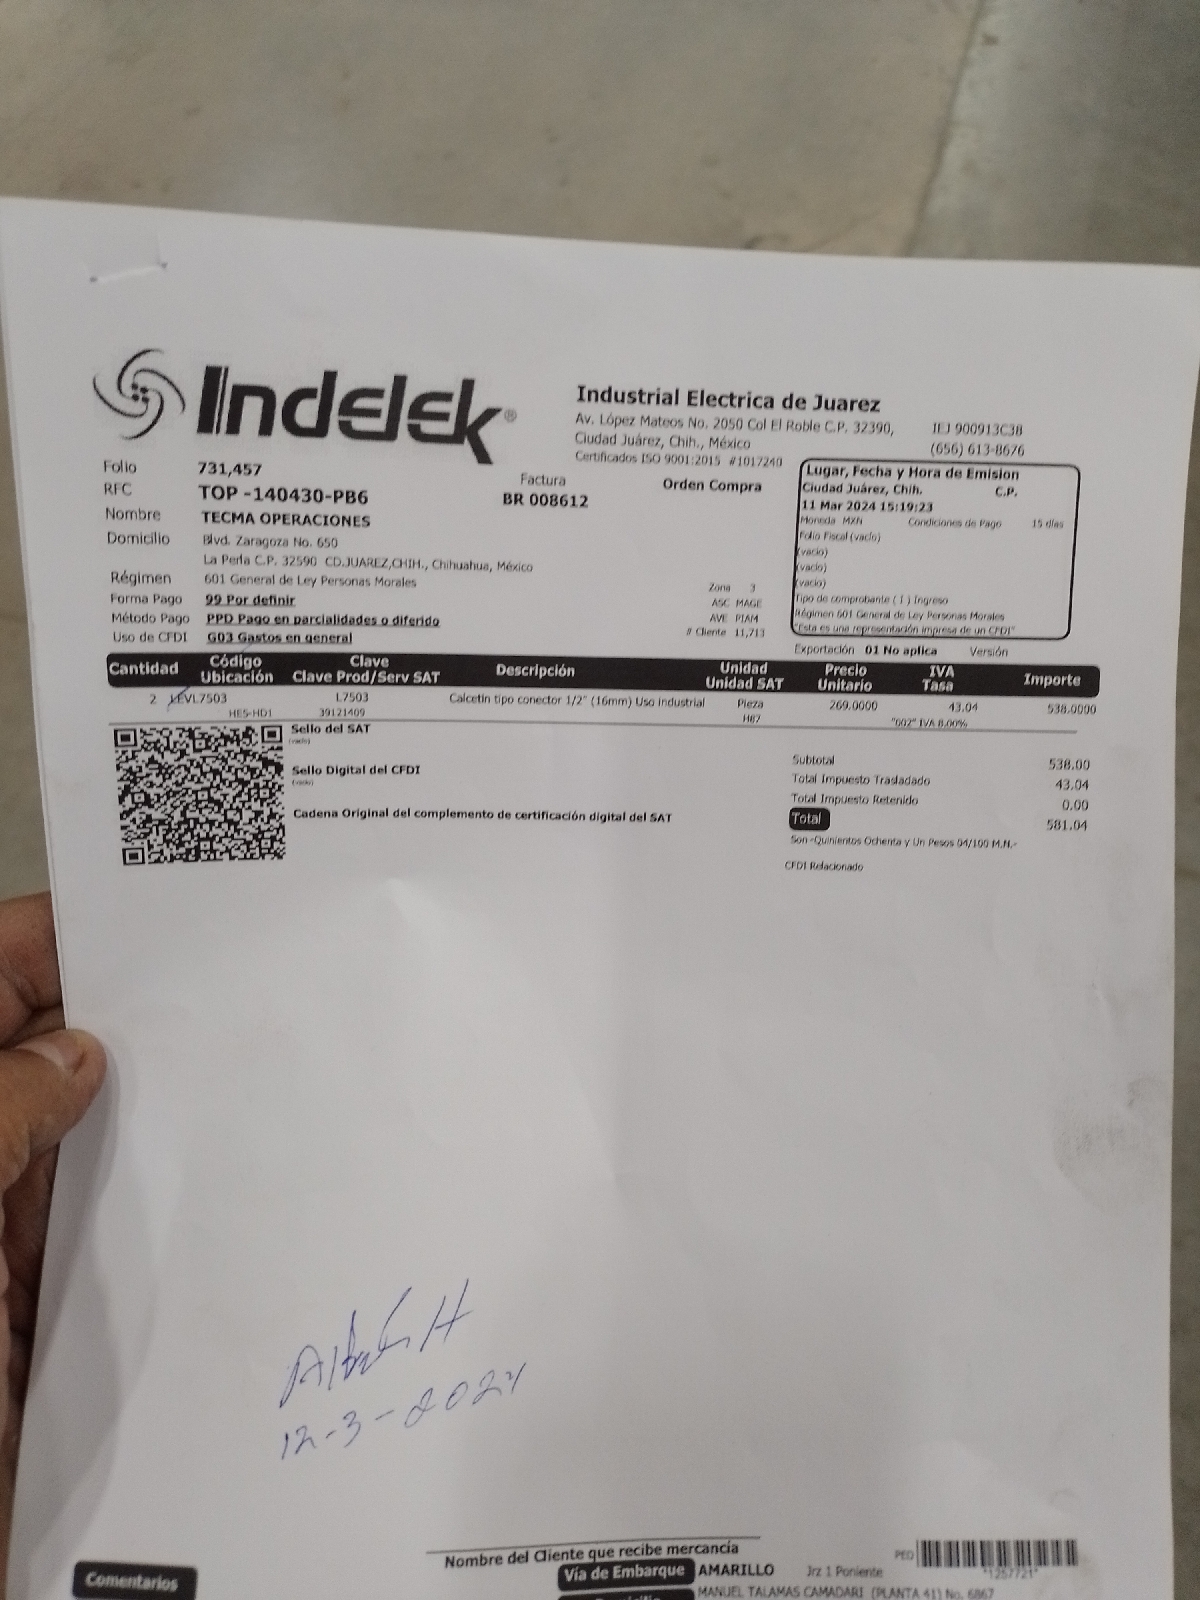 Indelek®
Industrial Electrica de Juarez
Av. López Mateos No. 2050 Col El Roble C.P. 32390,
Ciudad Juárez, Chih., México
Certificados ISO 9001:2015 #1017240
IEJ 900913C38
(656) 613-8676
Folio 731,457
RFC TOP -140430-PB6
Nombre TECMA OPERACIONES
Domicilio Blvd. Zaragoza No. 650
La Perla C.P. 32590 CD.JUAREZ,CHIH., Chihuahua, México
Régimen 601 General de Ley Personas Morales
Forma Pago 99 Por definir
Método Pago PPD Pago en parcialidades o diferido
Uso de CFDI G03 Gastos en general
Factura
BR 008612
Orden Compra
Zona 3
ASC MAGE
AVE PIAM
# Cliente 11,713
Lugar, Fecha y Hora de Emision
Ciudad Juárez, Chih. C.P.
11 Mar 2024 15:19:23
Moneda MXN Condiciones de Pago 15 días
Folio Fiscal (vacío)
(vacío)
(vacío)
(vacío)
Tipo de comprobante ( I ) Ingreso
Régimen 601 General de Ley Personas Morales
"Esta es una representación impresa de un CFDI"
Exportación 01 No aplica Versión
Cantidad Código Ubicación Clave Clave Prod/Serv SAT Descripción Unidad Unidad SAT Precio Unitario IVA Tasa Importe
2 LEVL7503 L7503 Calcetin tipo conector 1/2" (16mm) Uso industrial Pieza 269.0000 43.04 538.0000
HE5-HD1 39121409 H87 "002" IVA 8.00%
Sello del SAT
(vacío)
Sello Digital del CFDI
(vacío)
Cadena Original del complemento de certificación digital del SAT
Subtotal 538.00
Total Impuesto Trasladado 43.04
Total Impuesto Retenido 0.00
Total 581.04
Son -Quinientos Ochenta y Un Pesos 04/100 M.N.-
CFDI Relacionado
12-3-2024
Nombre del Cliente que recibe mercancía
PED *1257721*
Comentarios
Vía de Embarque AMARILLO Jrz 1 Poniente
MANUEL TALAMAS CAMADARI (PLANTA 41) No. 6867